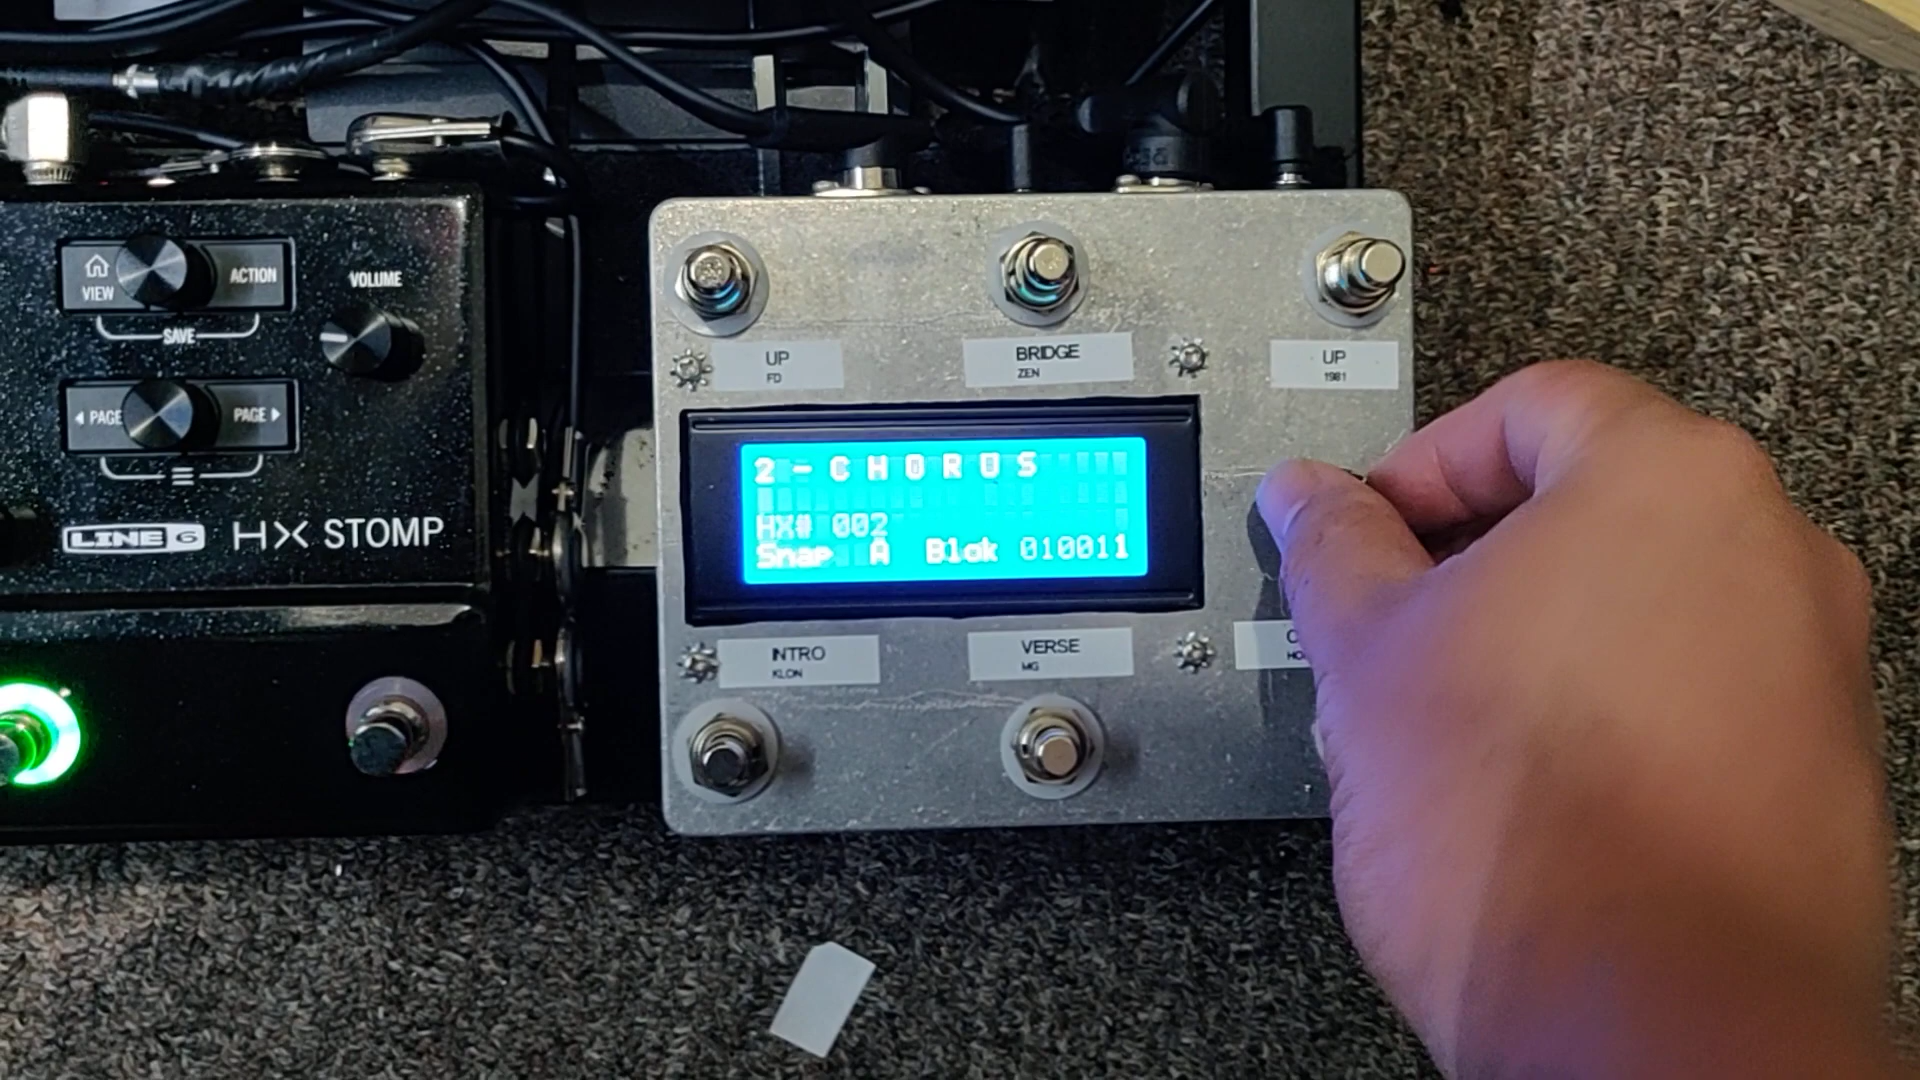 VIEW
ACTION
SAVE
VOLUME
PAGE
PAGE
LINE 6 HX STOMP
UP
FD
BRIDGE
ZEN
UP
1981
2 - C H O R U S
HX# 002
Snap A Blok 010011
INTRO
KLON
VERSE
MG